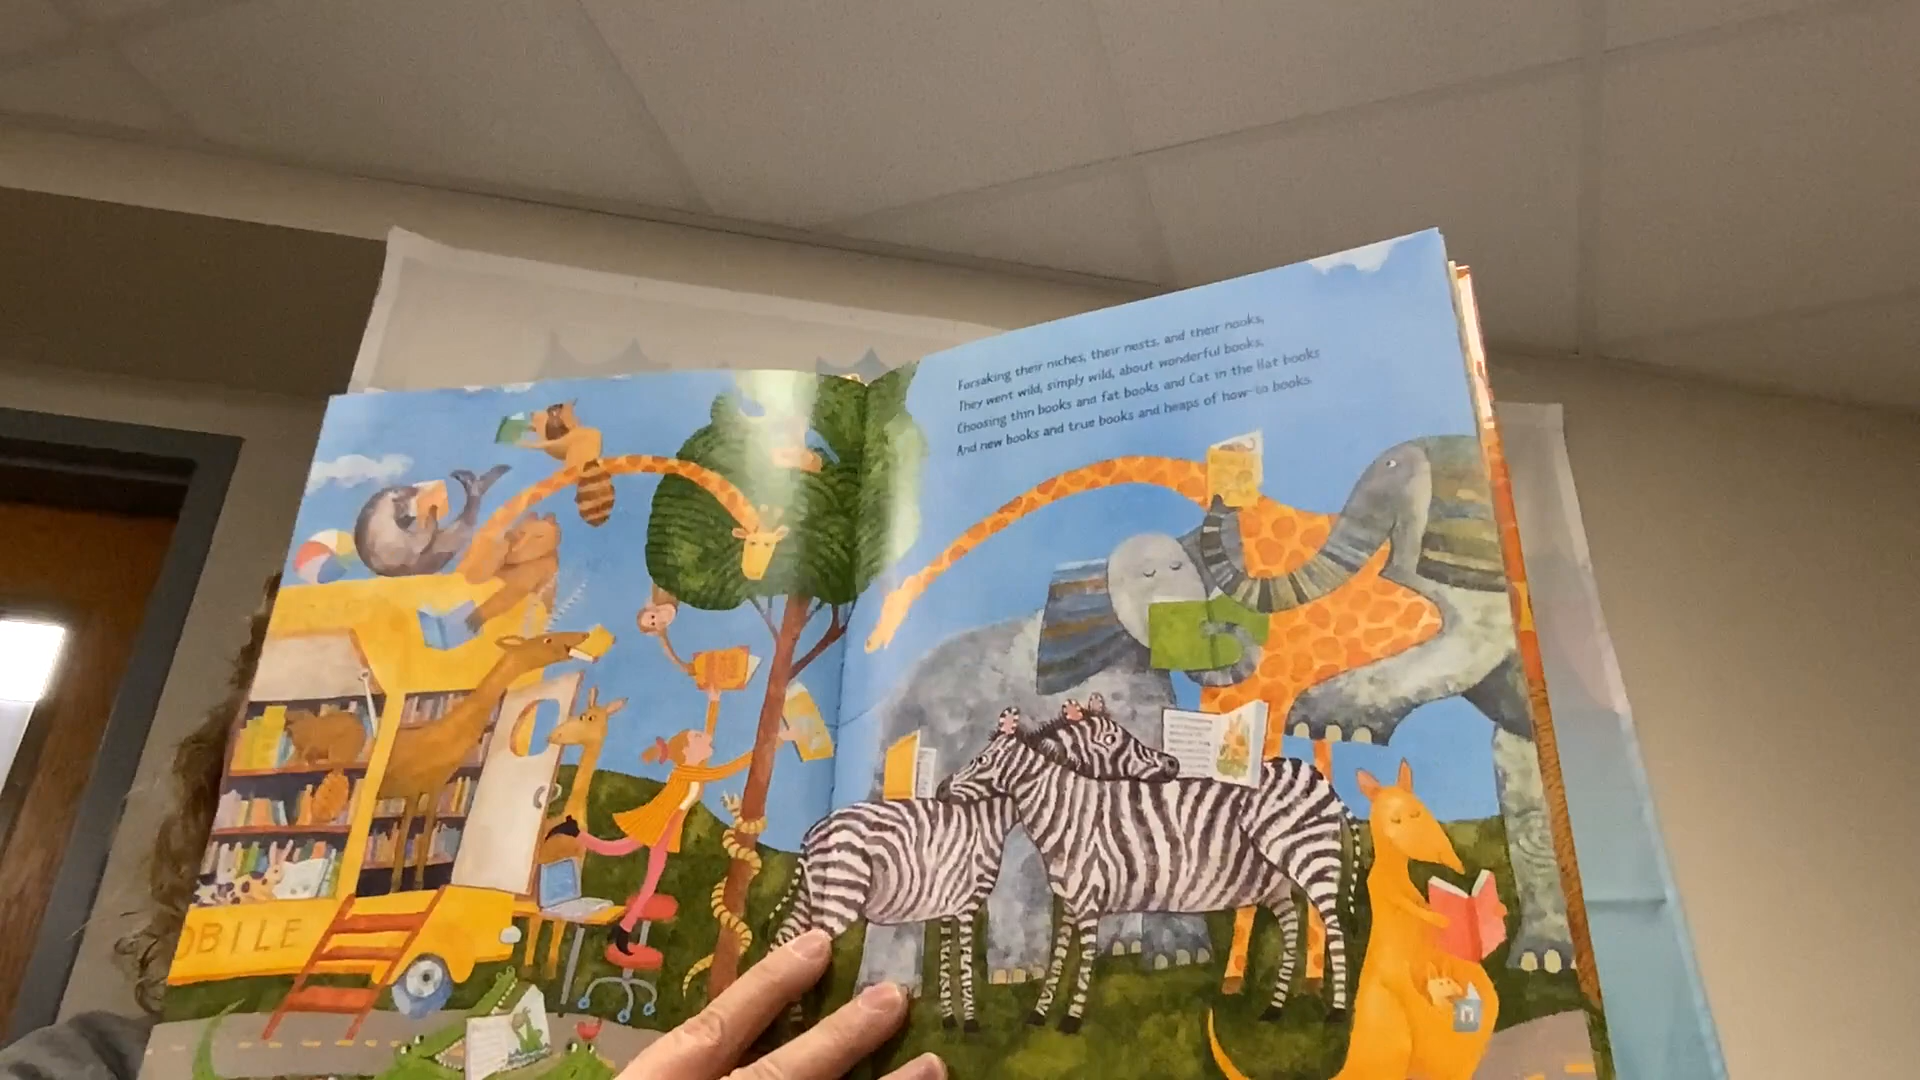 Forsaking their niches, their nests, and their nooks,
They went wild, simply wild, about wonderful books,
Choosing thin books and fat books and Cat in the Hat books
And new books and true books and heaps of how-to books.
OBILE